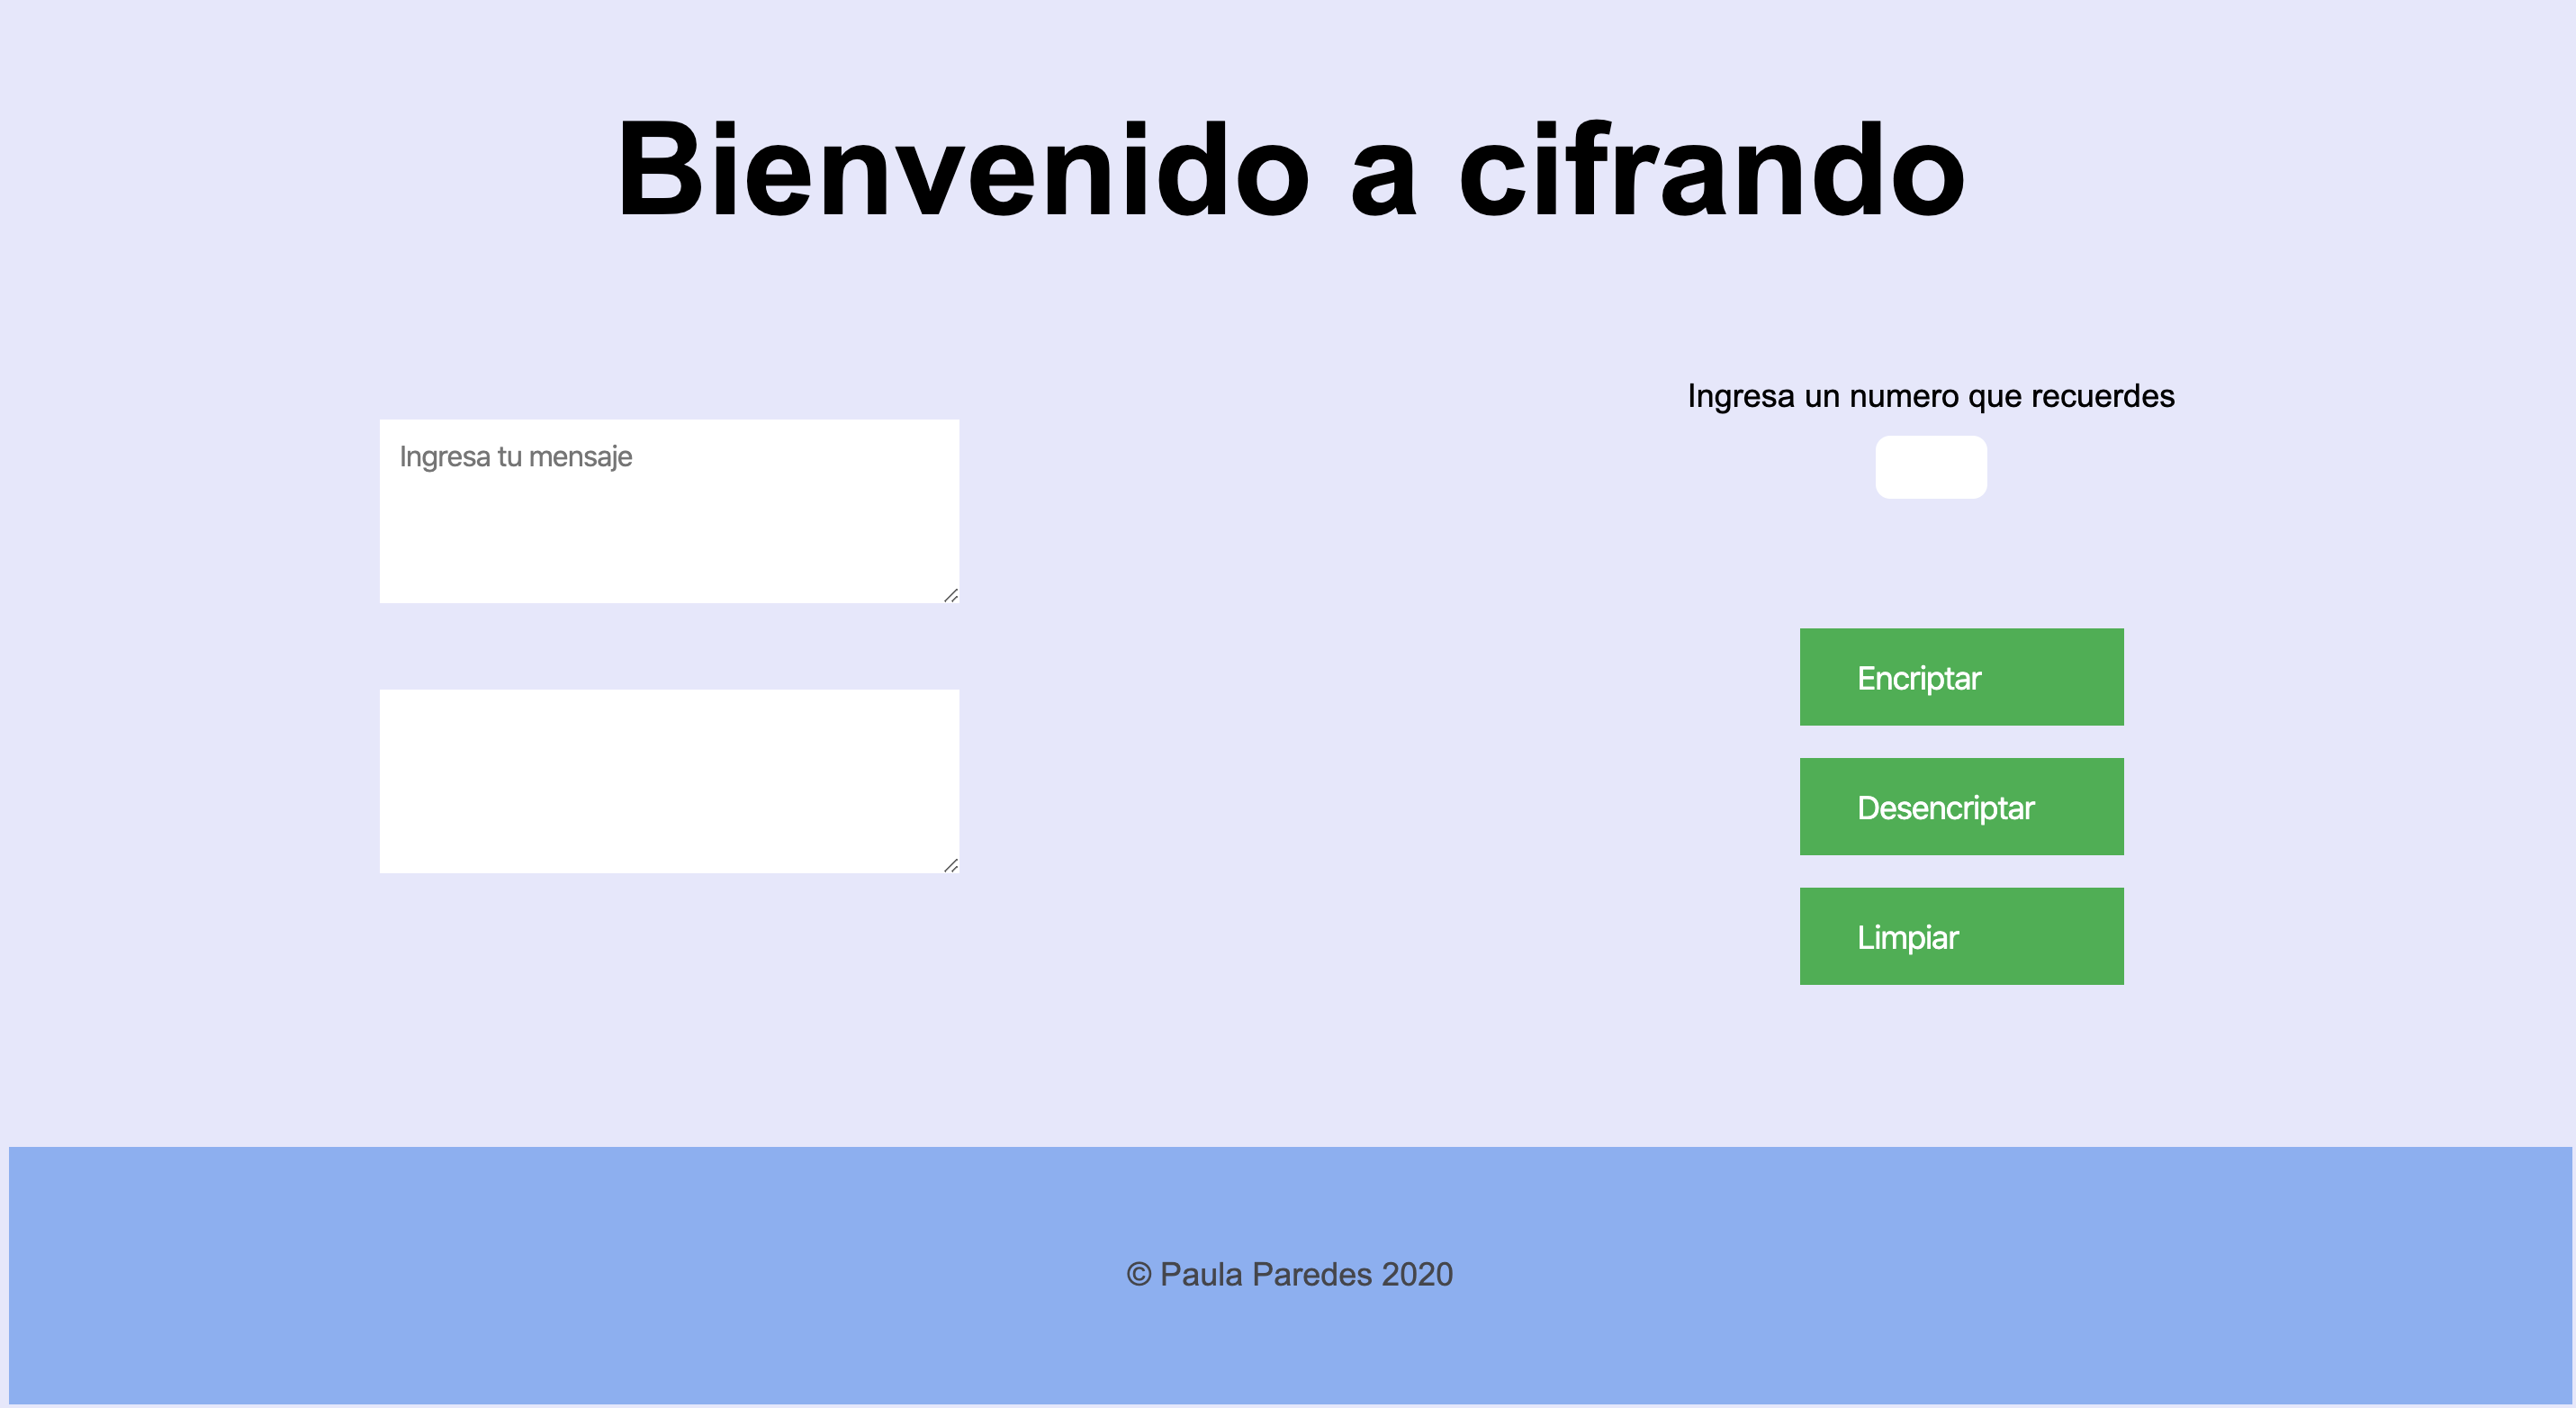 Bienvenido a cifrando
Ingresa un numero que recuerdes
Ingresa tu mensaje
Encriptar
Desencriptar
Limpiar
© Paula Paredes 2020